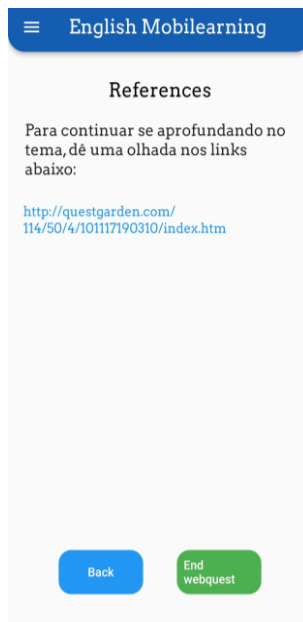 English Mobilearning
References
Para continuar se aprofundando no
tema, dê uma olhada nos links
abaixo:
http://questgarden.com/
114/50/4/101117190310/index.htm
Back
End
webquest